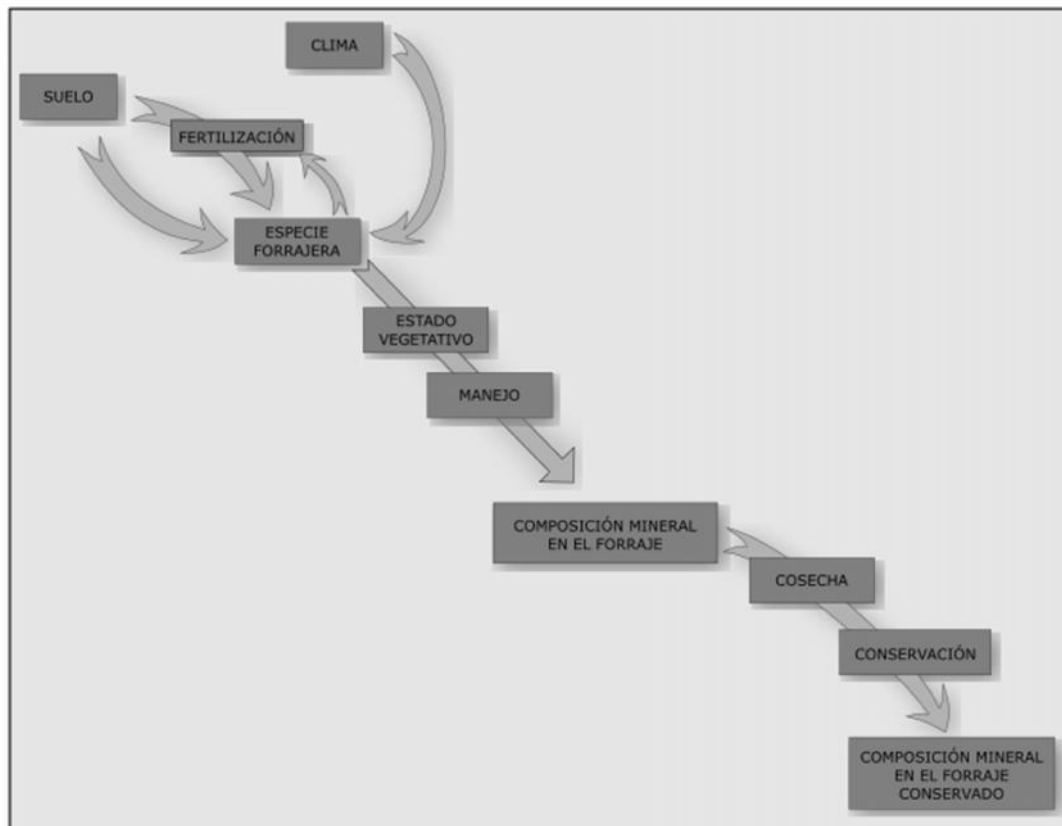 CLIMA
SUELO
FERTILIZACIÓN
ESPECIE
FORRAJERA
ESTADO
VEGETATIVO
MANEJO
COMPOSICIÓN MINERAL
EN EL FORRAJE
COSECHA
CONSERVACIÓN
COMPOSICIÓN MINERAL
EN EL FORRAJE
CONSERVADO